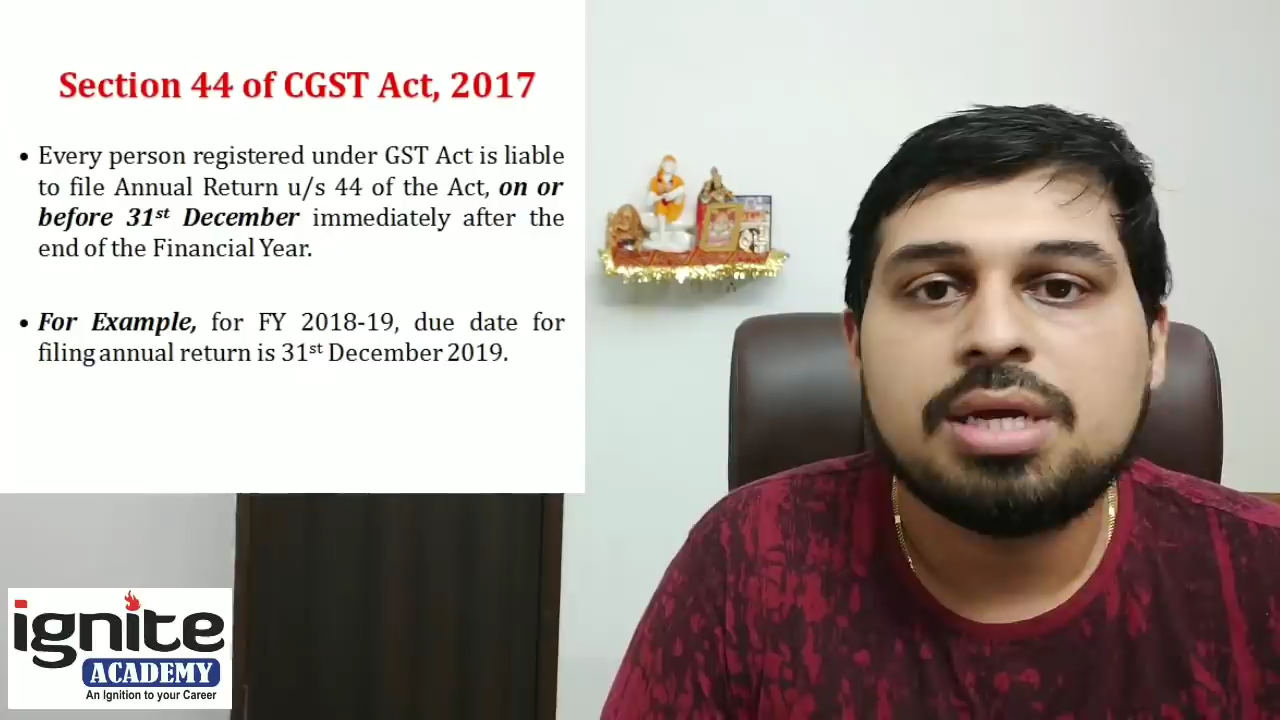 Section 44 of CGST Act, 2017
• Every person registered under GST Act is liable
to file Annual Return u/s 44 of the Act, on or
before 31st December immediately after the
end of the Financial Year.
• For Example, for FY 2018-19, due date for
filing annual return is 31st December 2019.
ignite
ACADEMY
An Ignition to your Career